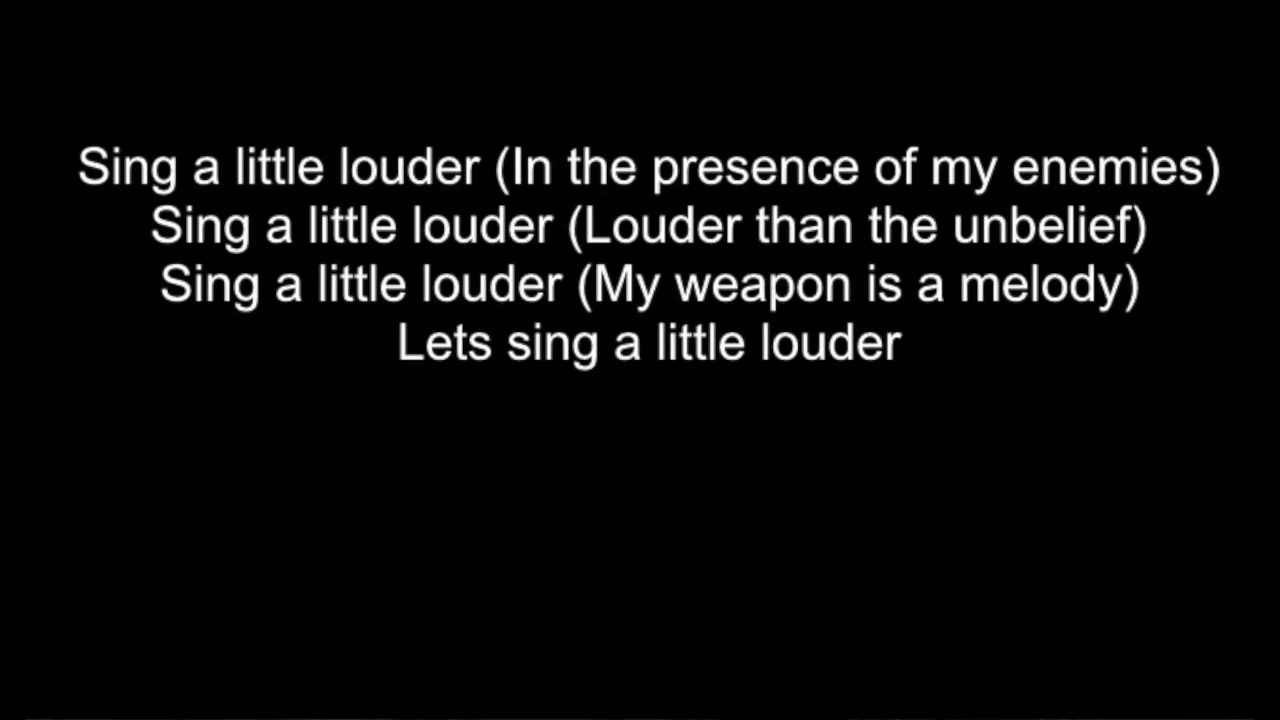 Sing a little louder (In the presence of my enemies)
Sing a little louder (Louder than the unbelief)
Sing a little louder (My weapon is a melody)
Lets sing a little louder